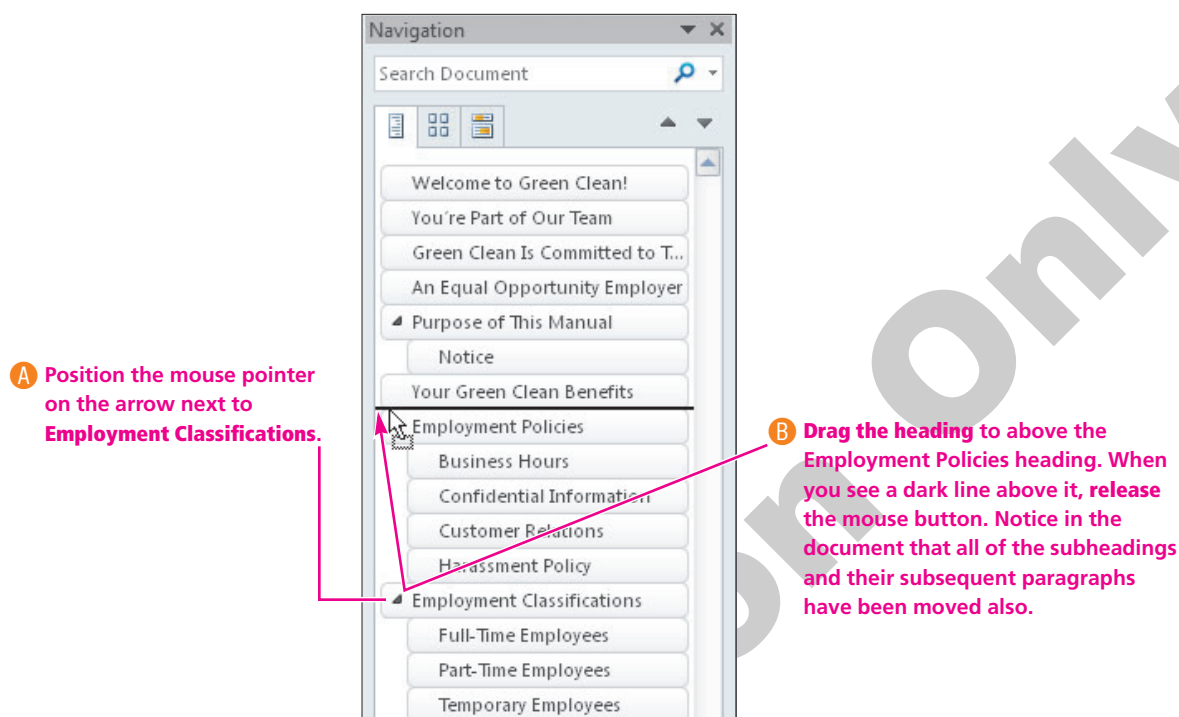 Navigation
Search Document
Welcome to Green Clean!
You're Part of Our Team
Green Clean Is Committed to T...
An Equal Opportunity Employer
Purpose of This Manual
Notice
Your Green Clean Benefits
Employment Policies
Business Hours
Confidential Information
Customer Relations
Harassment Policy
Employment Classifications
Full-Time Employees
Part-Time Employees
Temporary Employees
A Position the mouse pointer
on the arrow next to
Employment Classifications.
B Drag the heading to above the
Employment Policies heading. When
you see a dark line above it, release
the mouse button. Notice in the
document that all of the subheadings
and their subsequent paragraphs
have been moved also.
on Only